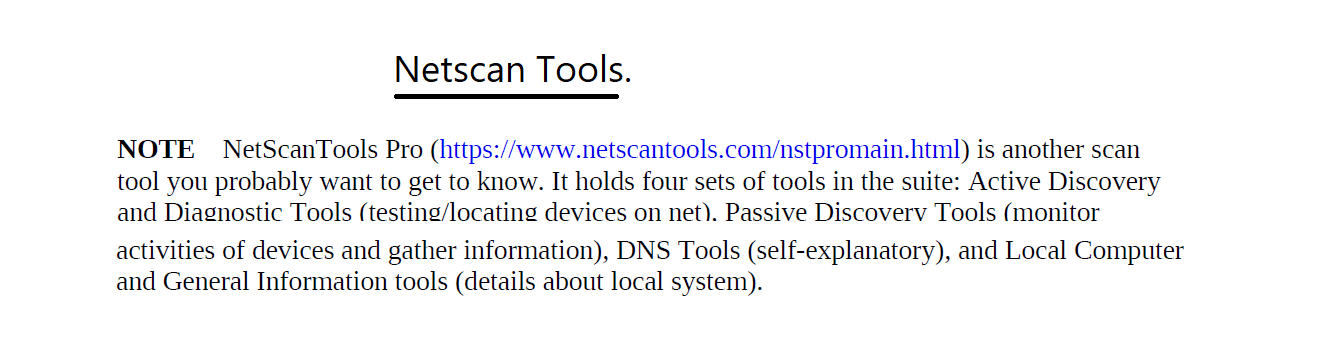 Netscan Tools.
NOTE NetScanTools Pro (https://www.netscantools.com/nstpromain.html) is another scan
tool you probably want to get to know. It holds four sets of tools in the suite: Active Discovery
and Diagnostic Tools (testing/locating devices on net), Passive Discovery Tools (monitor
activities of devices and gather information), DNS Tools (self-explanatory), and Local Computer
and General Information tools (details about local system).